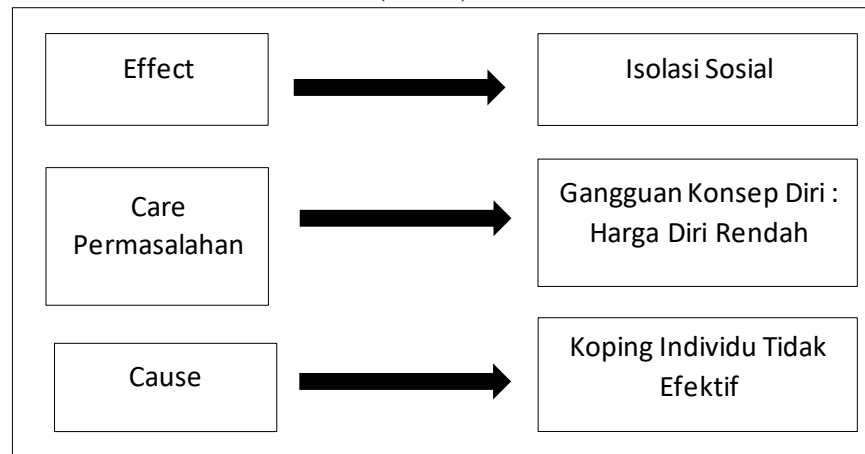 Effect
Isolasi Sosial
Care
Permasalahan
Gangguan Konsep Diri :
Harga Diri Rendah
Cause
Koping Individu Tidak
Efektif